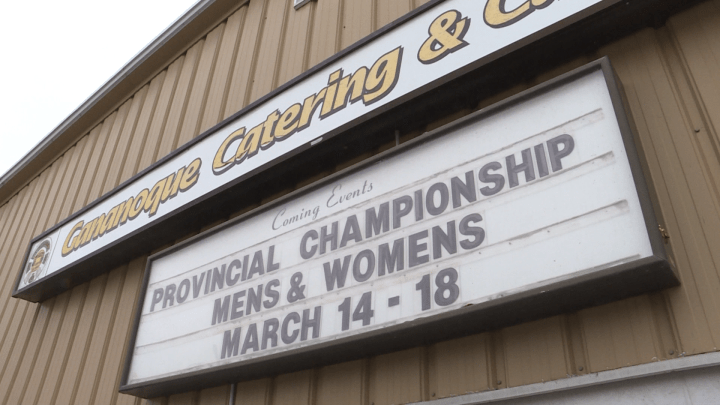 Gananoque Catering &
Coming Events
PROVINCIAL CHAMPIONSHIP
MENS & WOMENS
MARCH 14 - 18